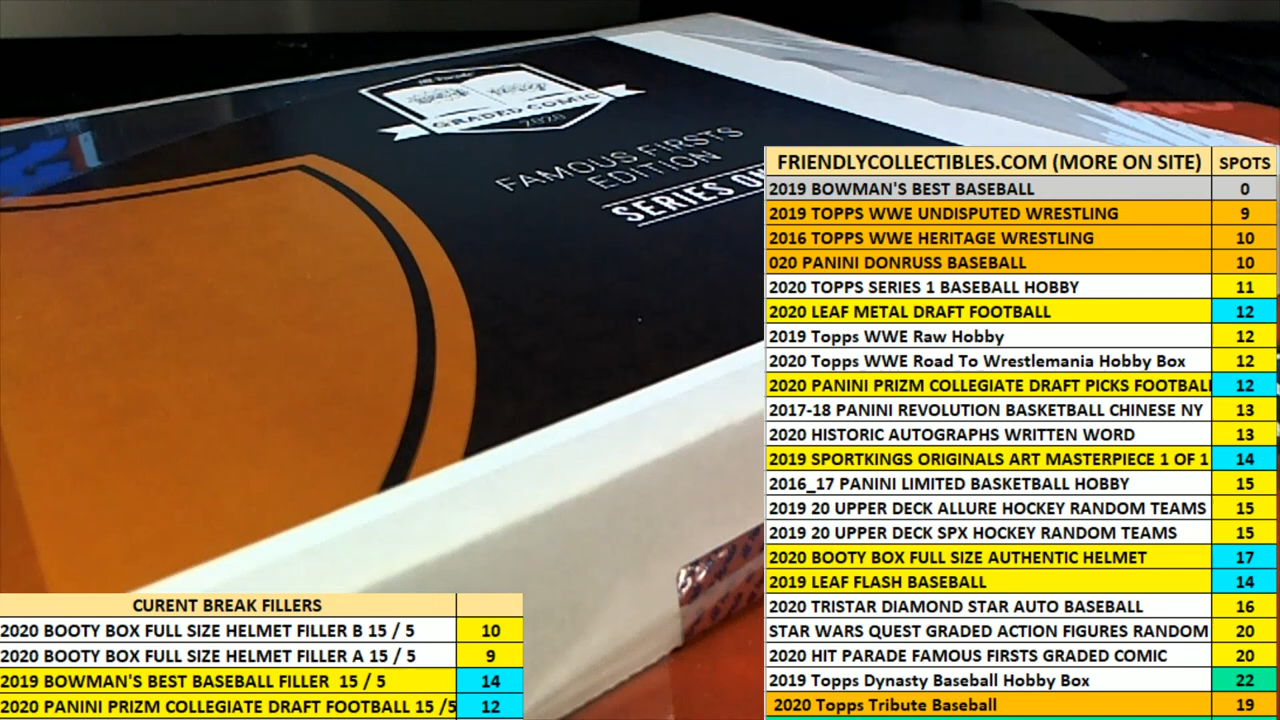 Hit Parade
GRADED COMIC
2020
FAMOUS FIRSTS
EDITION
SERIES
FRIENDLYCOLLECTIBLES.COM (MORE ON SITE) SPOTS
2019 BOWMAN'S BEST BASEBALL 0
2019 TOPPS WWE UNDISPUTED WRESTLING 9
2016 TOPPS WWE HERITAGE WRESTLING 10
020 PANINI DONRUSS BASEBALL 10
2020 TOPPS SERIES 1 BASEBALL HOBBY 11
2020 LEAF METAL DRAFT FOOTBALL 12
2019 Topps WWE Raw Hobby 12
2020 Topps WWE Road To Wrestlemania Hobby Box 12
2020 PANINI PRIZM COLLEGIATE DRAFT PICKS FOOTBALL 12
2017-18 PANINI REVOLUTION BASKETBALL CHINESE NY 13
2020 HISTORIC AUTOGRAPHS WRITTEN WORD 13
2019 SPORTKINGS ORIGINALS ART MASTERPIECE 1 OF 1 14
2016_17 PANINI LIMITED BASKETBALL HOBBY 15
2019 20 UPPER DECK ALLURE HOCKEY RANDOM TEAMS 15
2019 20 UPPER DECK SPX HOCKEY RANDOM TEAMS 15
2020 BOOTY BOX FULL SIZE AUTHENTIC HELMET 17
2019 LEAF FLASH BASEBALL 14
2020 TRISTAR DIAMOND STAR AUTO BASEBALL 16
STAR WARS QUEST GRADED ACTION FIGURES RANDOM 20
2020 HIT PARADE FAMOUS FIRSTS GRADED COMIC 20
2019 Topps Dynasty Baseball Hobby Box 22
2020 Topps Tribute Baseball 19
CURENT BREAK FILLERS
2020 BOOTY BOX FULL SIZE HELMET FILLER B 15 / 5 10
2020 BOOTY BOX FULL SIZE HELMET FILLER A 15 / 5 9
2019 BOWMAN'S BEST BASEBALL FILLER 15 / 5 14
2020 PANINI PRIZM COLLEGIATE DRAFT FOOTBALL 15 /5 12